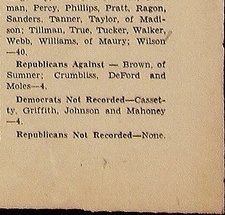 man, Percy, Phillips, Pratt, Ragon,
Sanders, Tanner, Taylor, of Madi-
son; Tillman, True, Tucker, Walker,
Webb, Williams, of Maury; Wilson
—40.
Republicans Against — Brown, of
Sumner; Crumbliss, DeFord and
Moles—4.
Democrats Not Recorded—Casset-
ty, Griffith, Johnson and Mahoney
—4.
Republicans Not Recorded—None.